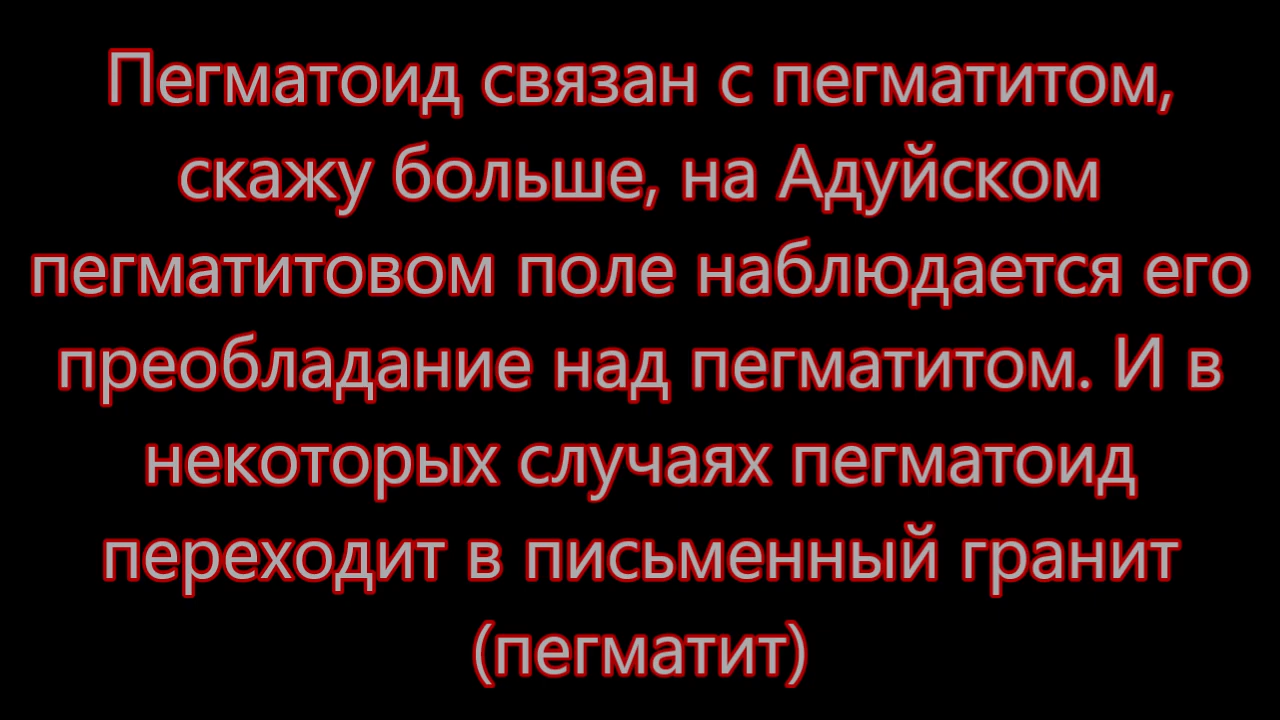 Пегматоид связан с пегматитом,
скажу больше, на Адуйском
пегматитовом поле наблюдается его
преобладание над пегматитом. И в
некоторых случаях пегматоид
переходит в письменный гранит
(пегматит)